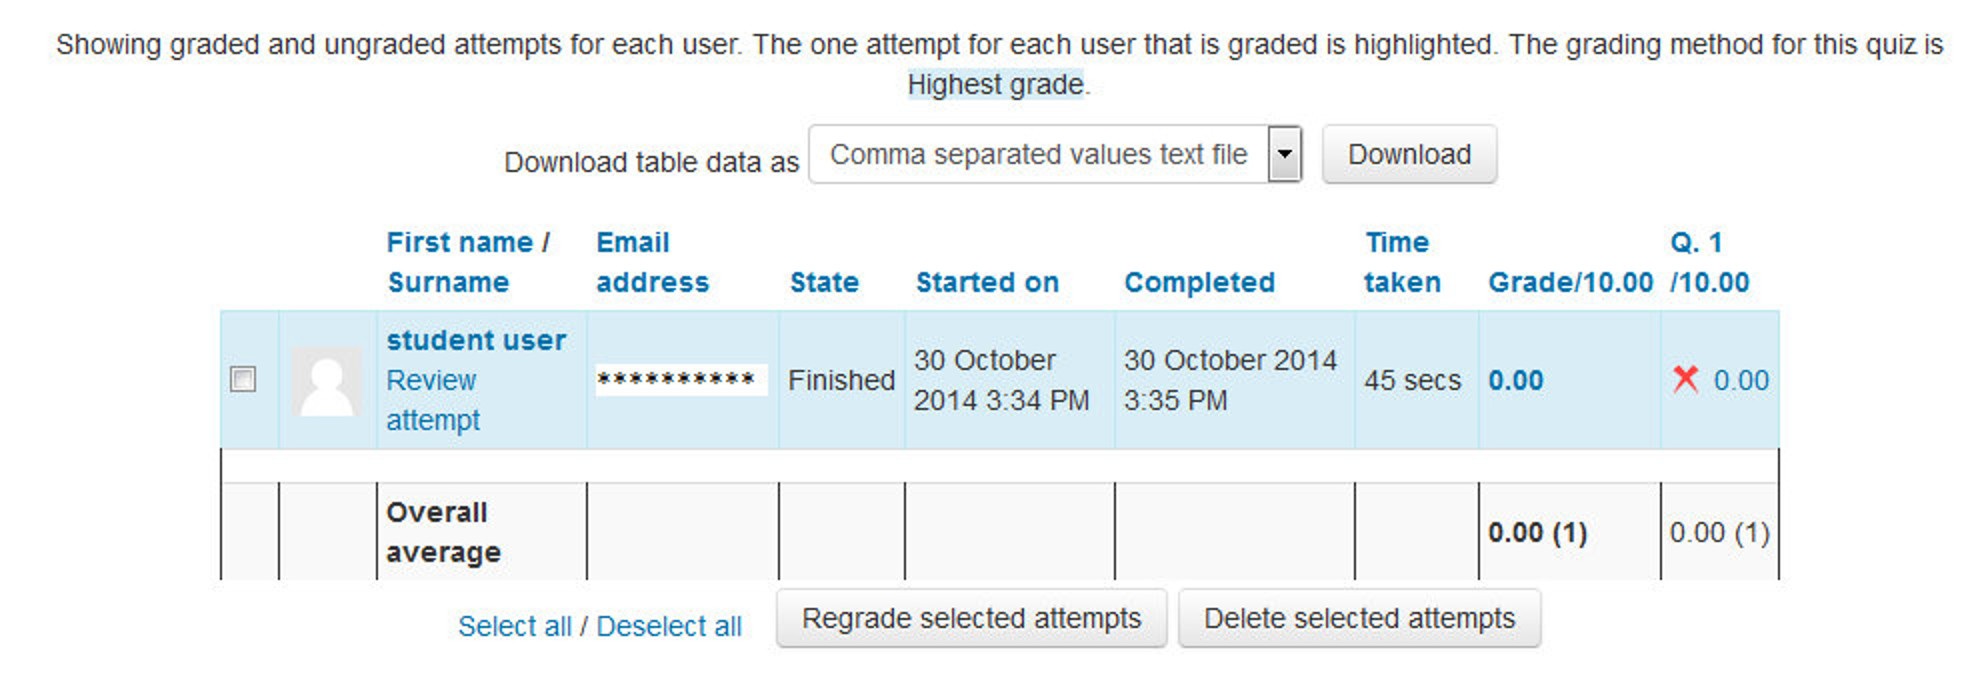 Showing graded and ungraded attempts for each user. The one attempt for each user that is graded is highlighted. The grading method for this quiz is
Highest grade.
Download table data as Comma separated values text file Download
First name / Email Time Q. 1
Surname address State Started on Completed taken Grade/10.00 /10.00
student user
Review
attempt
********** Finished
30 October
2014 3:34 PM
30 October 2014
3:35 PM
45 secs 0.00 0.00
Overall
average
0.00 (1) 0.00 (1)
Select all / Deselect all Regrade selected attempts Delete selected attempts